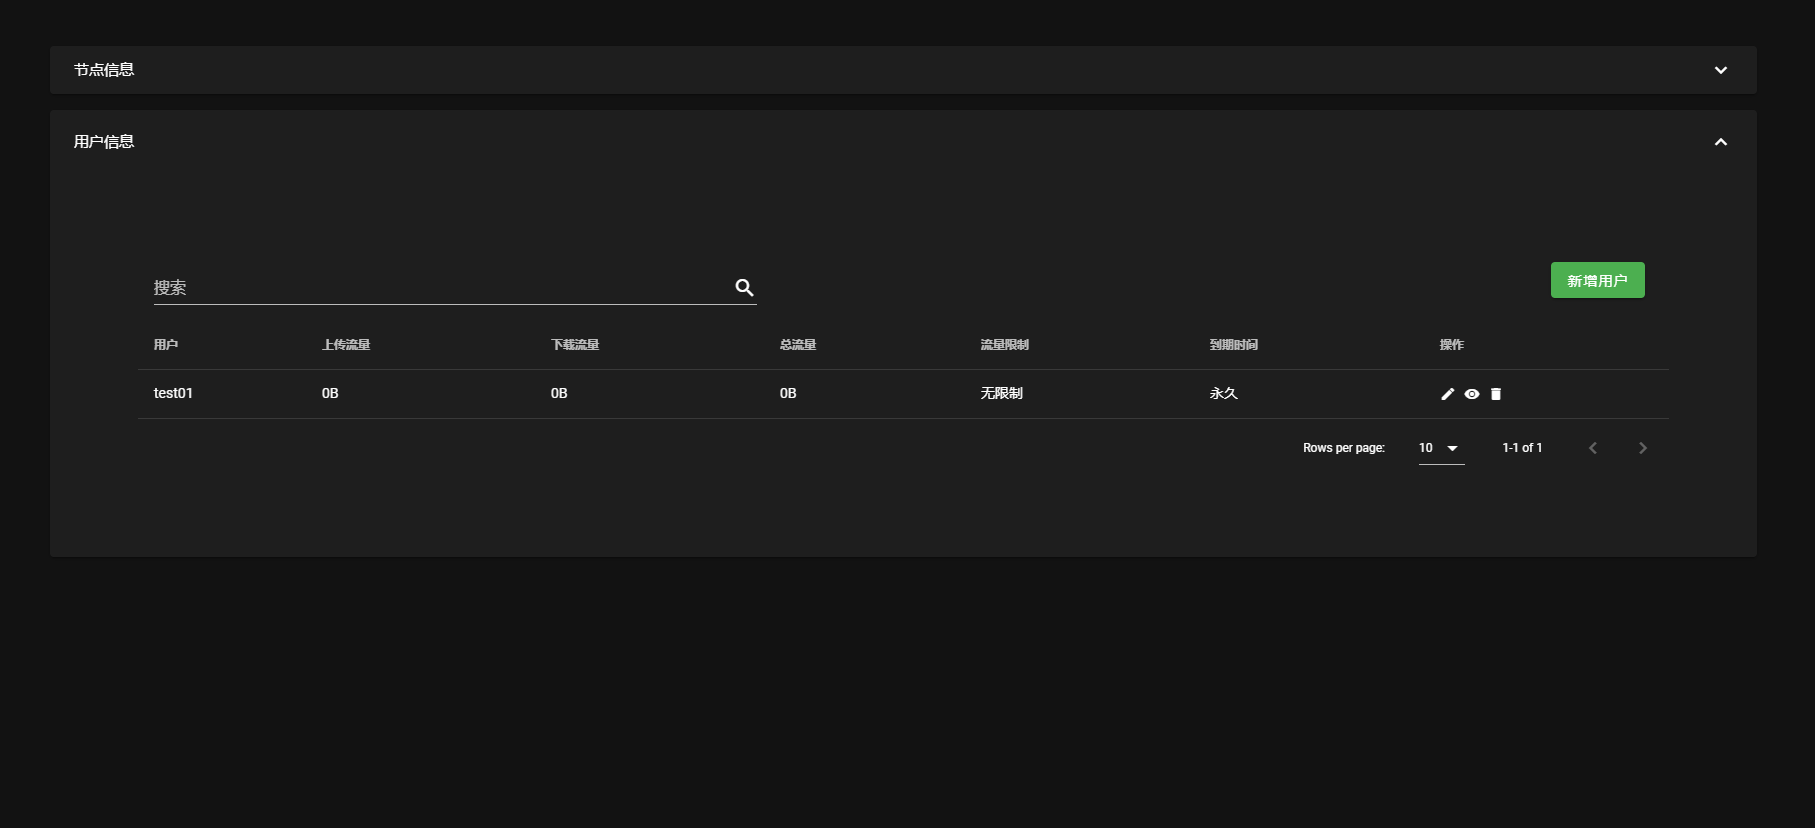 节点信息
用户信息
搜索
新增用户
用户 上传流量 下载流量 总流量 流量限制 到期时间 操作
test01 0B 0B 0B 无限制 永久
Rows per page: 10 1-1 of 1